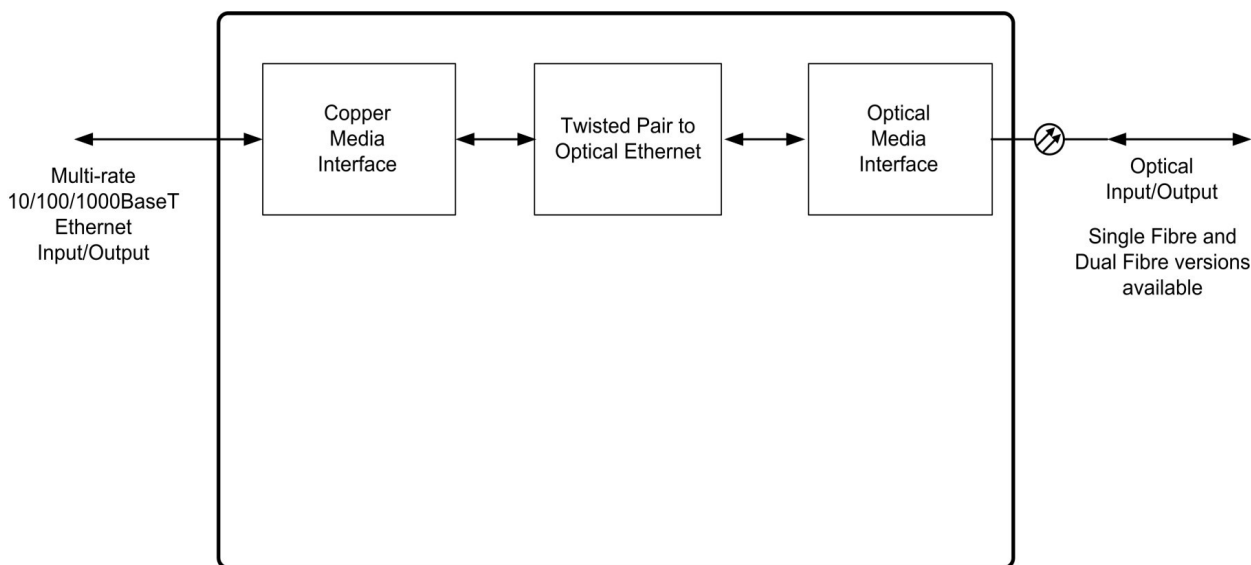 Copper
Media
Interface
Twisted Pair to
Optical Ethernet
Optical
Media
Interface
Multi-rate
10/100/1000BaseT
Ethernet
Input/Output
Optical
Input/Output
Single Fibre and
Dual Fibre versions
available